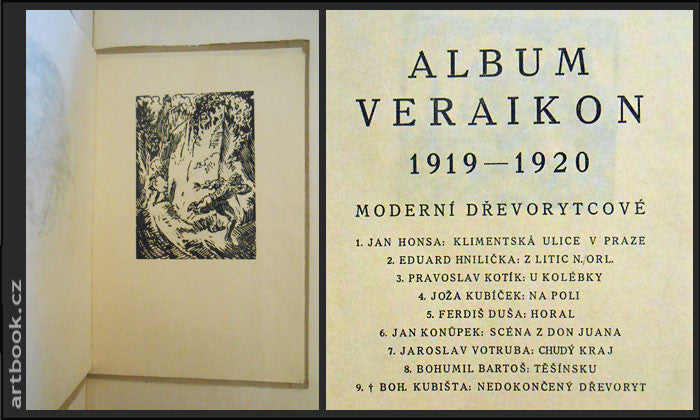 artbook.cz
ALBUM
VERAIKON
1919—1920
MODERNÍ DŘEVORYTCOVÉ
1. JAN HONSA: KLIMENTSKÁ ULICE V PRAZE
2. EDUARD HNILIČKA: Z LITIC N./ORL.
3. PRAVOSLAV KOTÍK: U KOLÉBKY
4. JOŽA KUBÍČEK: NA POLI
5. FERDIŠ DUŠA: HORAL
6. JAN KONŮPEK: SCÉNA Z DON JUANA
7. JAROSLAV VOTRUBA: CHUDÝ KRAJ
8. BOHUMIL BARTOŠ: TĚŠÍNSKU
9. † BOH. KUBIŠTA: NEDOKONČENÝ DŘEVORYT